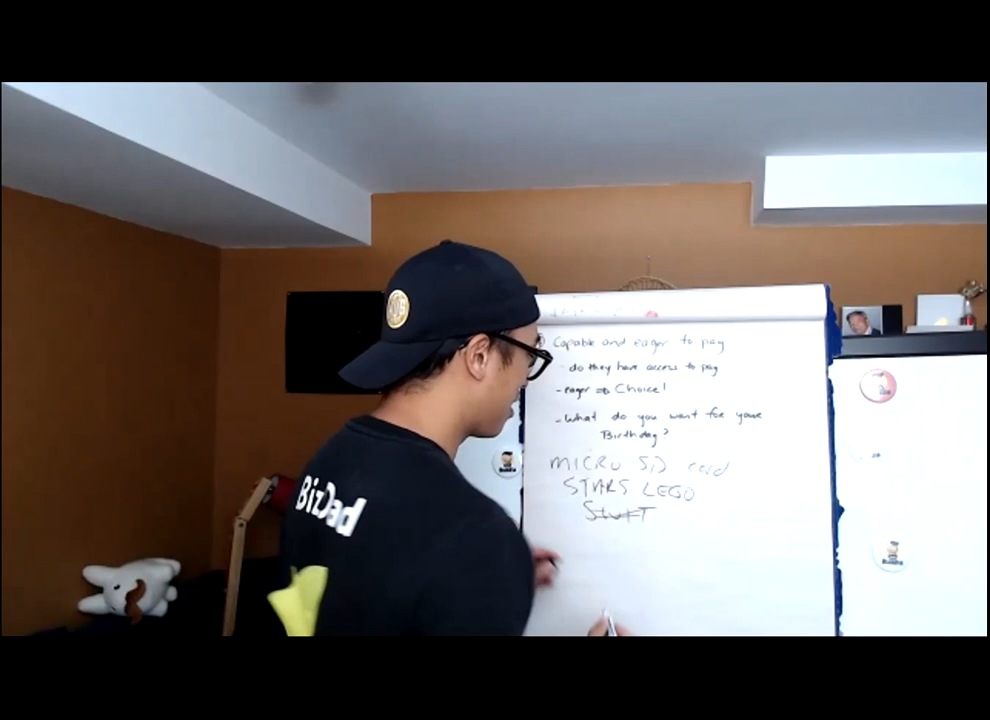 Capable and eager to pay
- do they have access to pay
- eager => Choice!
- What do you want for your
Birthday?
MICRO SD card
STARS LEGO
BizDad